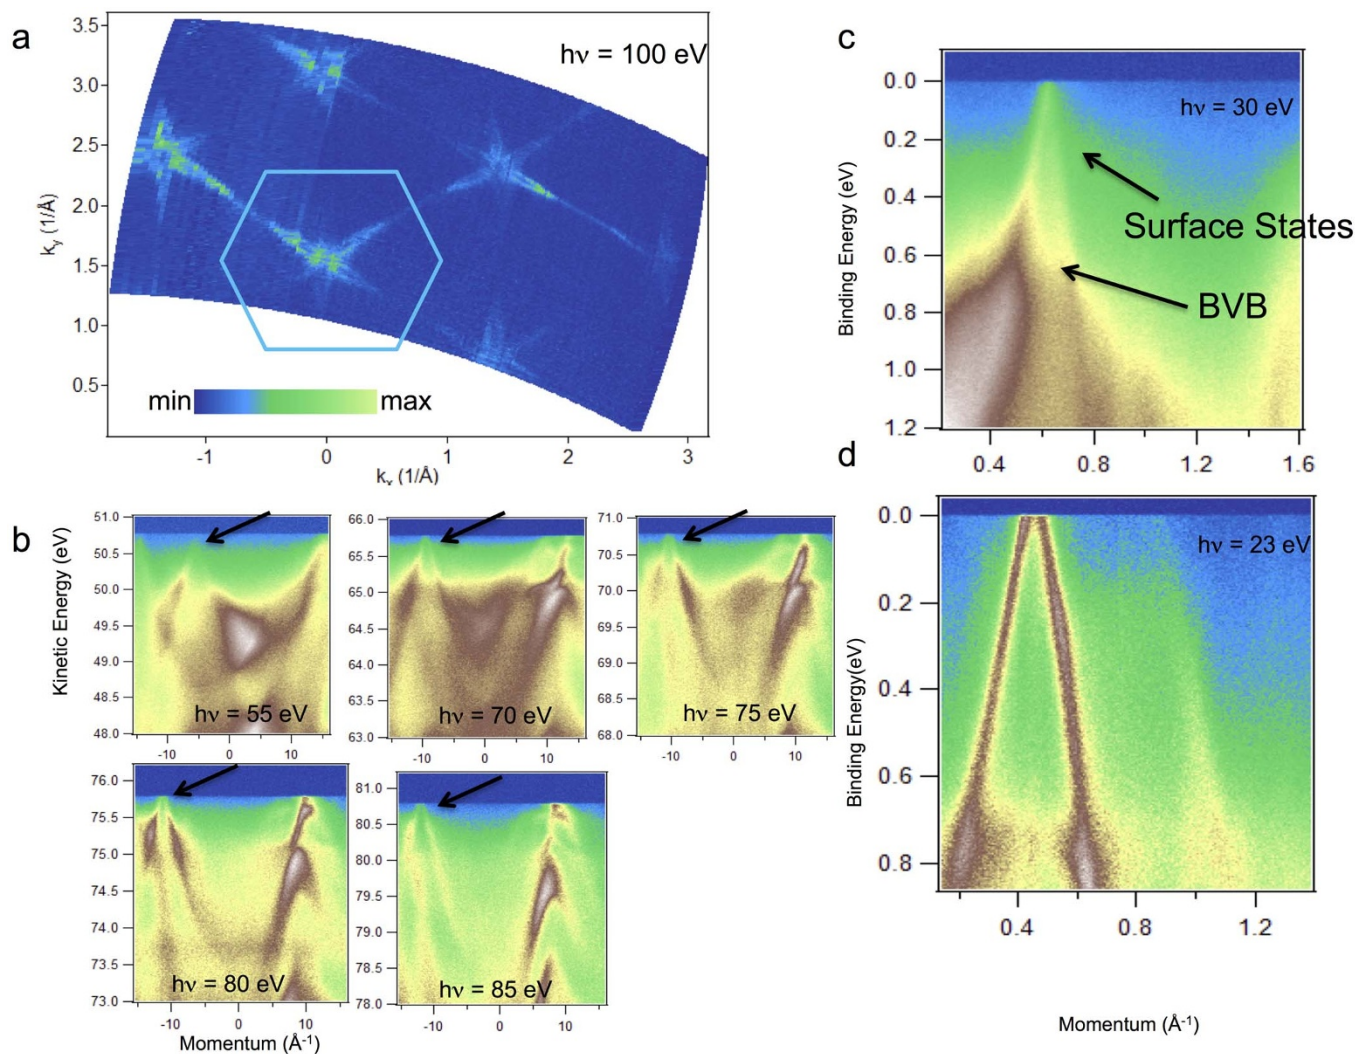 a
hν = 100 eV
3.5
3.0
2.5
2.0
1.5
1.0
0.5
k_y (1/Å)
min max
-1 0 1 2 3
k_x (1/Å)
b
Kinetic Energy (eV)
51.0
50.5
50.0
49.5
49.0
48.5
48.0
hν = 55 eV
-10 0 10
66.0
65.5
65.0
64.5
64.0
63.5
63.0
hν = 70 eV
-10 0 10
71.0
70.5
70.0
69.5
69.0
68.5
68.0
hν = 75 eV
-10 0 10
76.0
75.5
75.0
74.5
74.0
73.5
73.0
hν = 80 eV
-10 0 10
81.0
80.5
80.0
79.5
79.0
78.5
78.0
hν = 85 eV
-10 0 10
Momentum (Å⁻¹)
c
Binding Energy (eV)
0.0
0.2
0.4
0.6
0.8
1.0
1.2
hν = 30 eV
Surface States
BVB
0.4 0.8 1.2 1.6
d
Binding Energy(eV)
0.0
0.2
0.4
0.6
0.8
hν = 23 eV
0.4 0.8 1.2
Momentum (Å⁻¹)